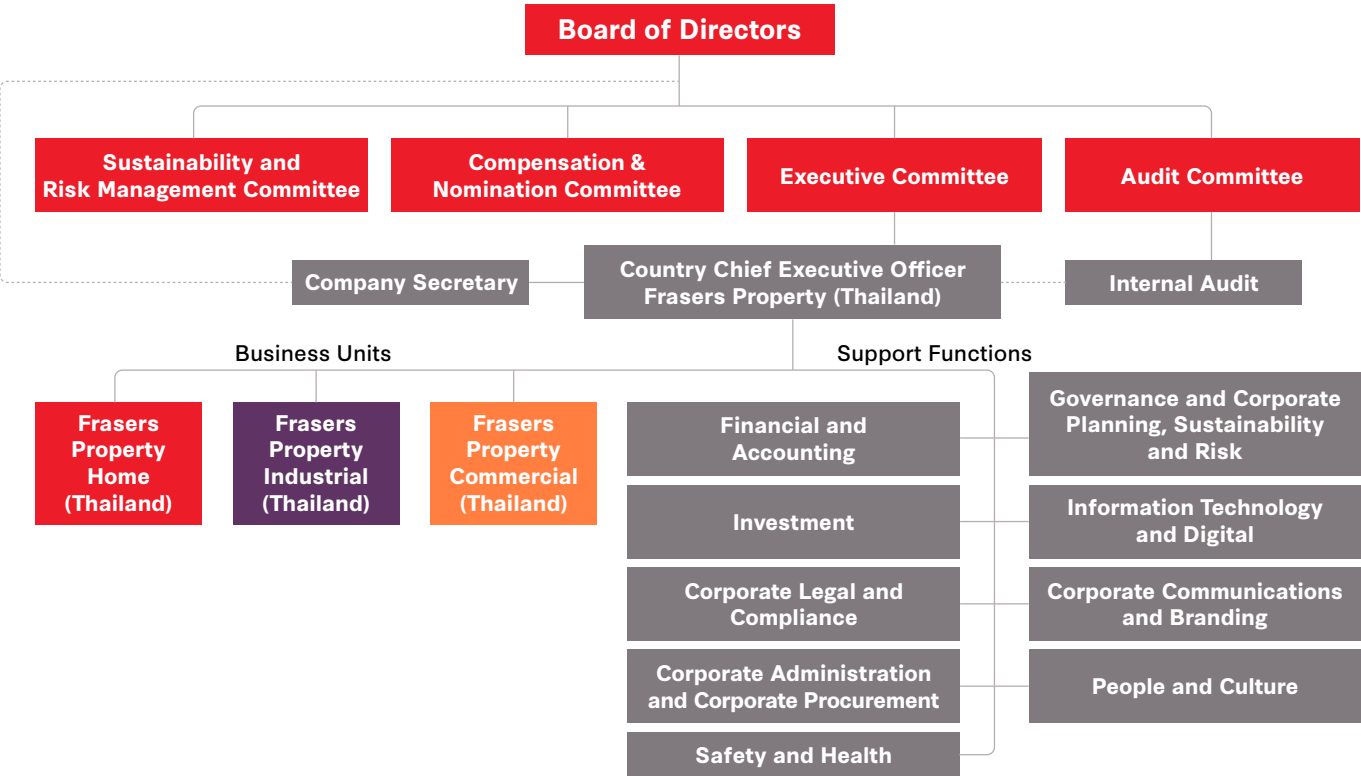 Board of Directors
Sustainability and
Risk Management Committee
Compensation &
Nomination Committee
Executive Committee
Audit Committee
Company Secretary
Country Chief Executive Officer
Frasers Property (Thailand)
Internal Audit
Business Units
Support Functions
Frasers
Property
Home
(Thailand)
Frasers
Property
Industrial
(Thailand)
Frasers
Property
Commercial
(Thailand)
Financial and
Accounting
Governance and Corporate
Planning, Sustainability
and Risk
Investment
Information Technology
and Digital
Corporate Legal and
Compliance
Corporate Communications
and Branding
Corporate Administration
and Corporate Procurement
People and Culture
Safety and Health